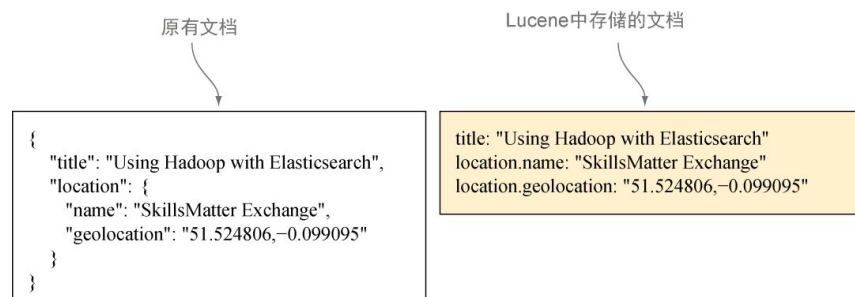 原有文档
Lucene中存储的文档
{
"title": "Using Hadoop with Elasticsearch",
"location": {
"name": "SkillsMatter Exchange",
"geolocation": "51.524806,−0.099095"
}
}
title: "Using Hadoop with Elasticsearch"
location.name: "SkillsMatter Exchange"
location.geolocation: "51.524806,−0.099095"